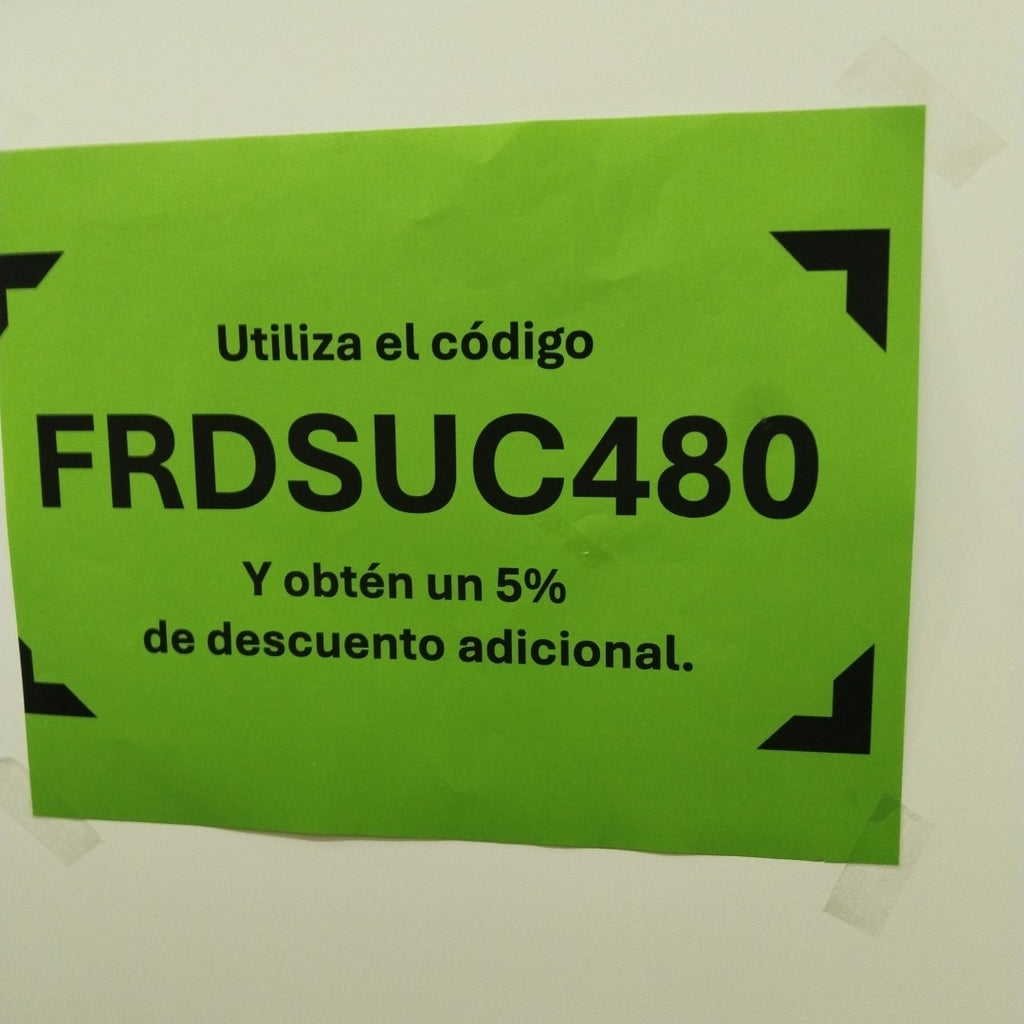 Utiliza el código
FRDSUC480
Y obtén un 5%
de descuento adicional.